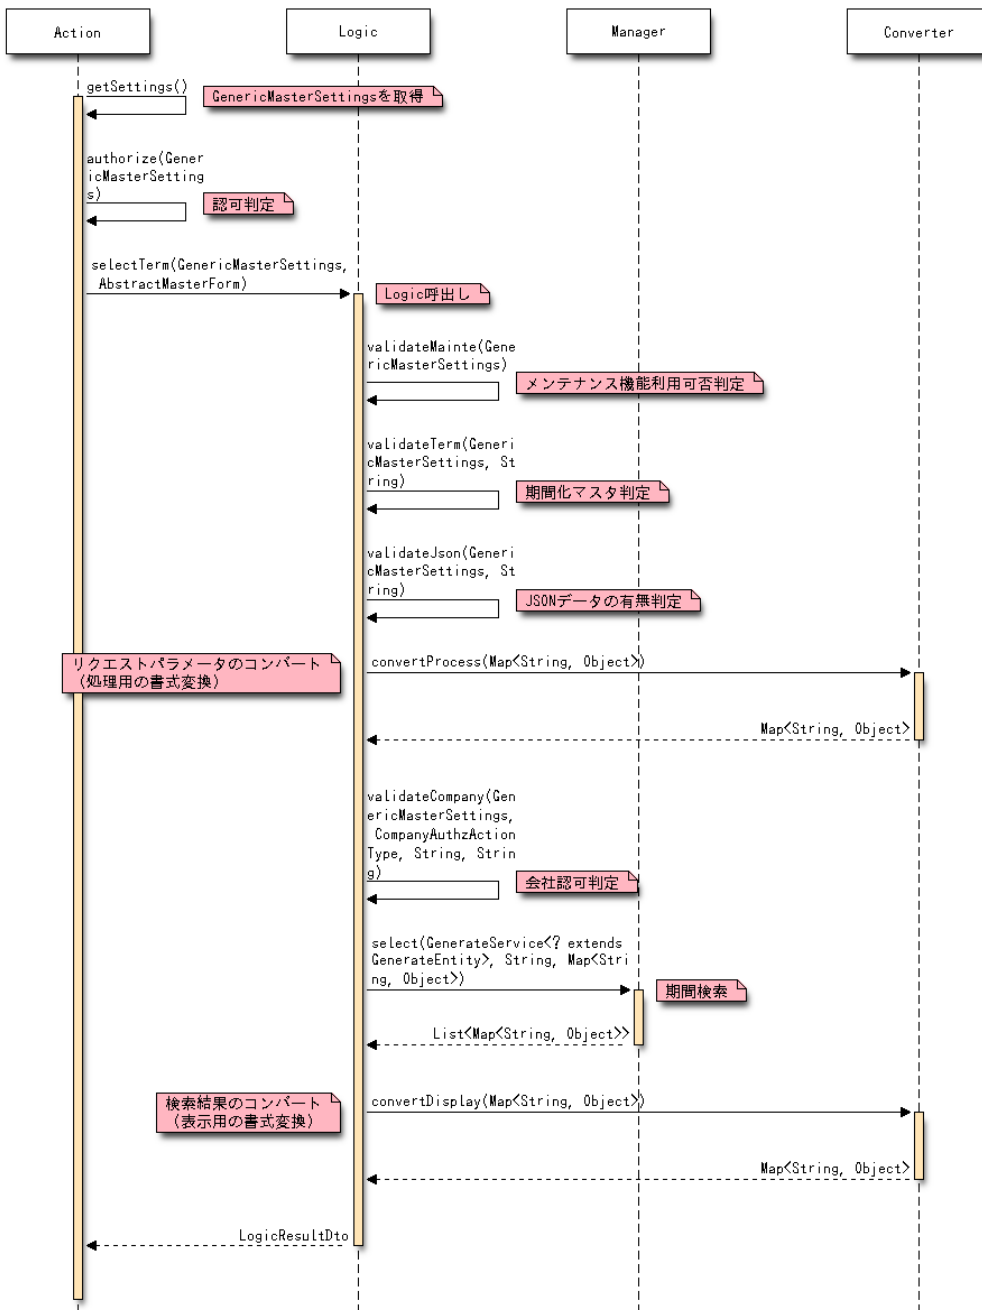 Action
Logic
Manager
Converter
getSettings()
GenericMasterSettingsを取得
authorize(Gener
icMasterSetting
s)
認可判定
selectTerm(GenericMasterSettings,
AbstractMasterForm)
Logic呼出し
validateMainte(Gene
ricMasterSettings)
メンテナンス機能利用可否判定
validateTerm(Generi
cMasterSettings, St
ring)
期間化マスタ判定
validateJson(Generi
cMasterSettings, St
ring)
JSONデータの有無判定
リクエストパラメータのコンバート
（処理用の書式変換）
convertProcess(Map<String, Object>)
Map<String, Object>
validateCompany(Gen
ericMasterSettings,
CompanyAuthzAction
Type, String, Strin
g)
会社認可判定
select(GenerateService<? extends
GenerateEntity>, String, Map<Stri
ng, Object>)
期間検索
List<Map<String, Object>>
検索結果のコンバート
（表示用の書式変換）
convertDisplay(Map<String, Object>)
Map<String, Object>
LogicResultDto